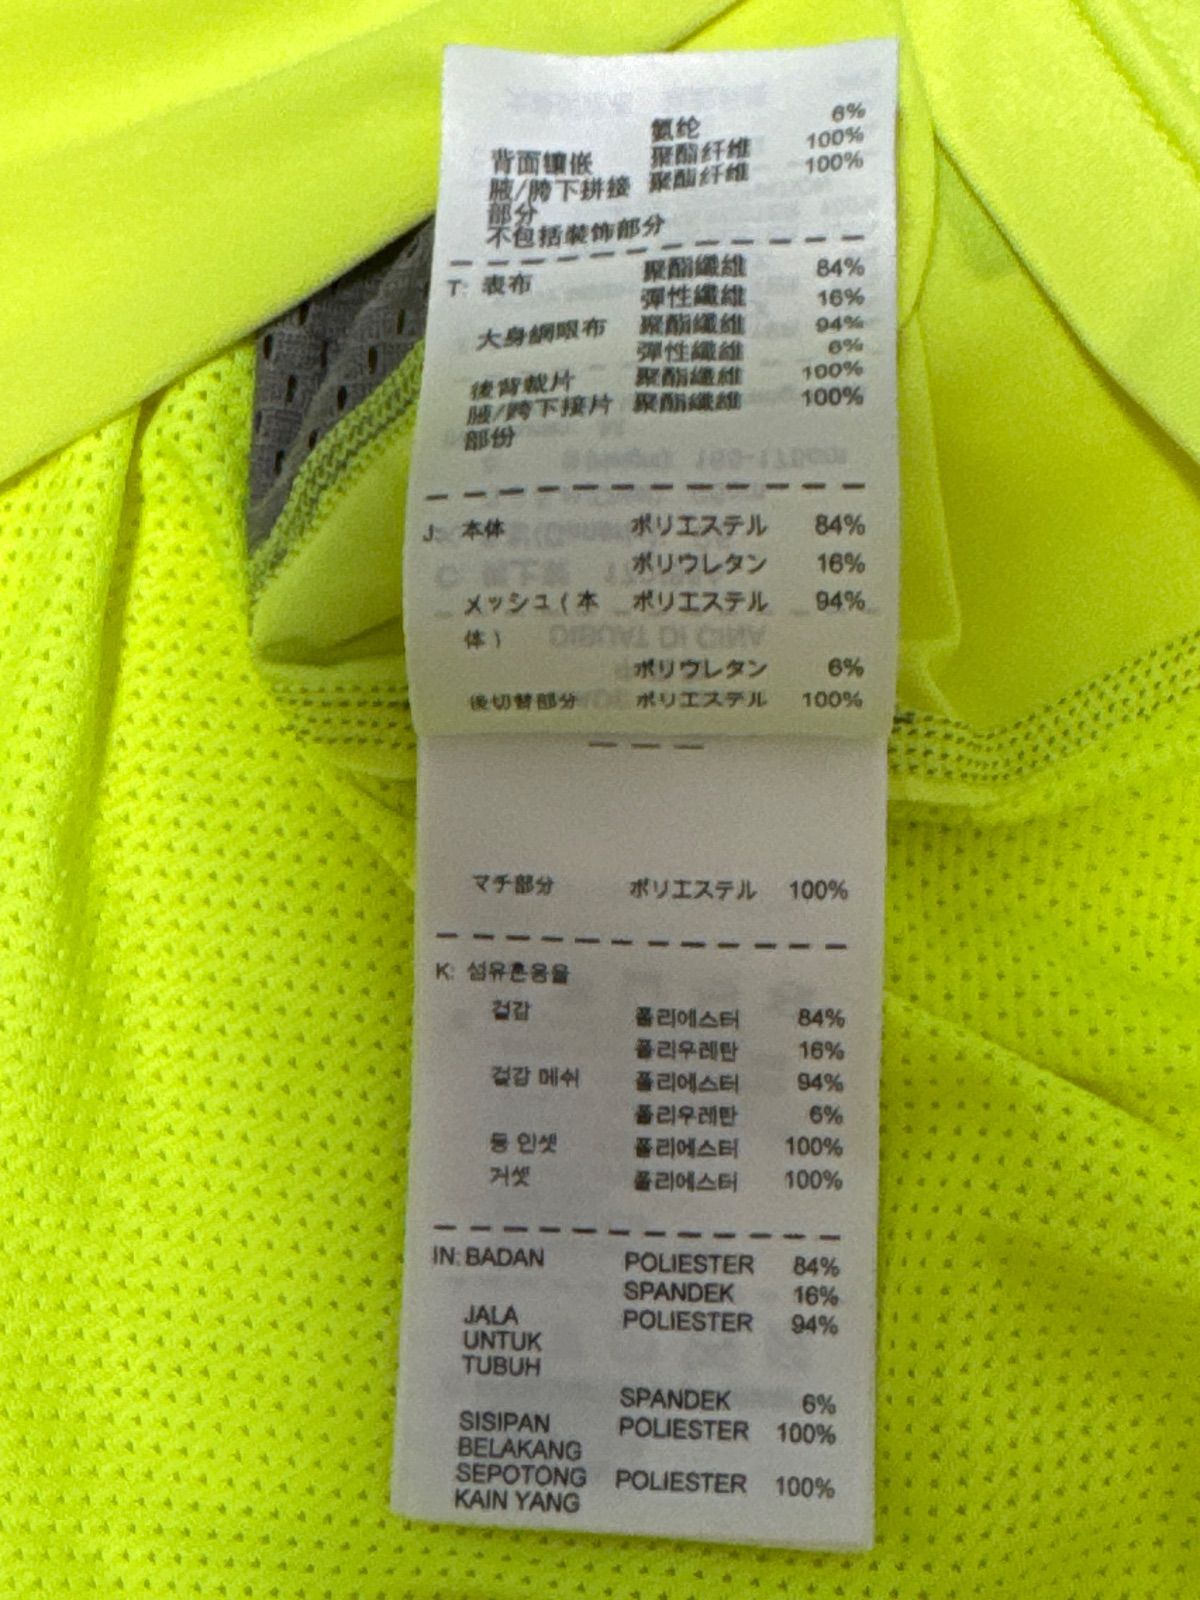 氨纶 6%
背面镶嵌 聚酯纤维 100%
腋/胯下拼接 聚酯纤维 100%
部分
不包括装饰部分
T: 表布 聚酯纖維 84%
彈性纖維 16%
大身網眼布 聚酯纖維 94%
彈性纖維 6%
後背裁片 聚酯纖維 100%
腋/跨下接片 聚酯纖維 100%
部份
J: 本体 ポリエステル 84%
ポリウレタン 16%
メッシュ(本 ポリエステル 94%
体)
ポリウレタン 6%
後切替部分 ポリエステル 100%
マチ部分 ポリエステル 100%
K: 섬유혼용율
겉감 폴리에스터 84%
폴리우레탄 16%
겉감 메쉬 폴리에스터 94%
폴리우레탄 6%
등 인셋 폴리에스터 100%
거셋 폴리에스터 100%
IN: BADAN POLIESTER 84%
SPANDEK 16%
JALA POLIESTER 94%
UNTUK
TUBUH
SPANDEK 6%
SISIPAN POLIESTER 100%
BELAKANG
SEPOTONG POLIESTER 100%
KAIN YANG